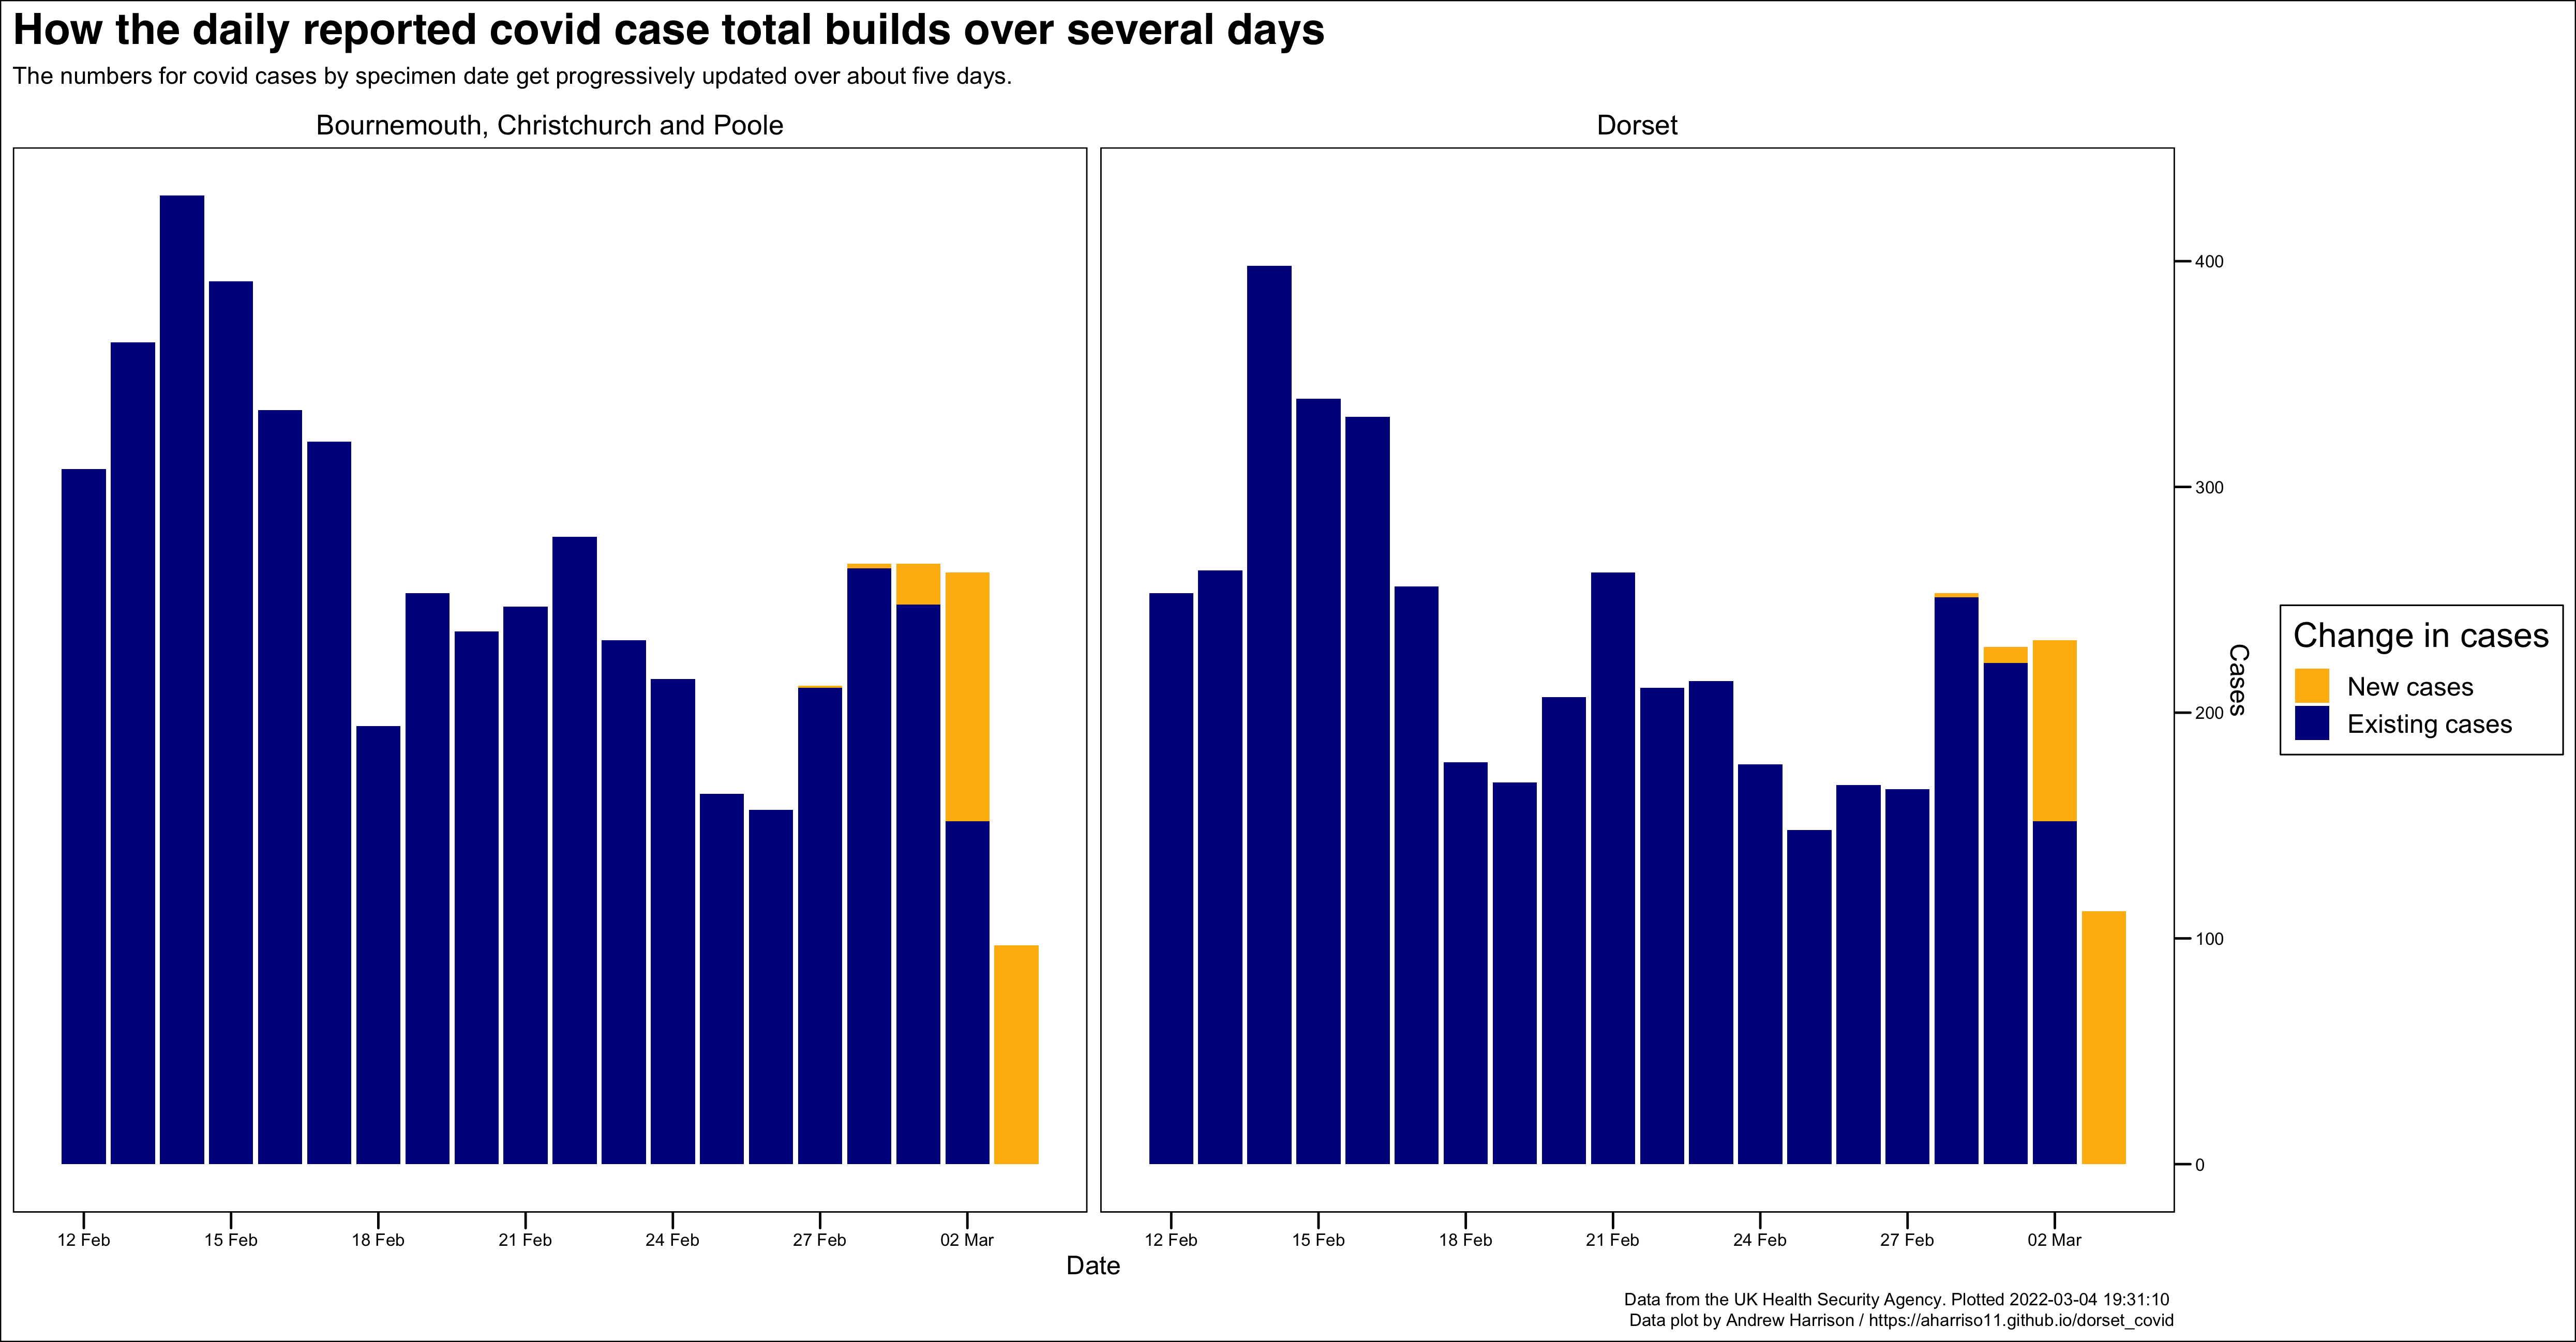 How the daily reported covid case total builds over several days
The numbers for covid cases by specimen date get progressively updated over about five days.
Bournemouth, Christchurch and Poole
Dorset
400
300
200
100
0
Cases
Change in cases
New cases
Existing cases
12 Feb
15 Feb
18 Feb
21 Feb
24 Feb
27 Feb
02 Mar
12 Feb
15 Feb
18 Feb
21 Feb
24 Feb
27 Feb
02 Mar
Date
Data from the UK Health Security Agency. Plotted 2022-03-04 19:31:10
Data plot by Andrew Harrison / https://aharriso11.github.io/dorset_covid